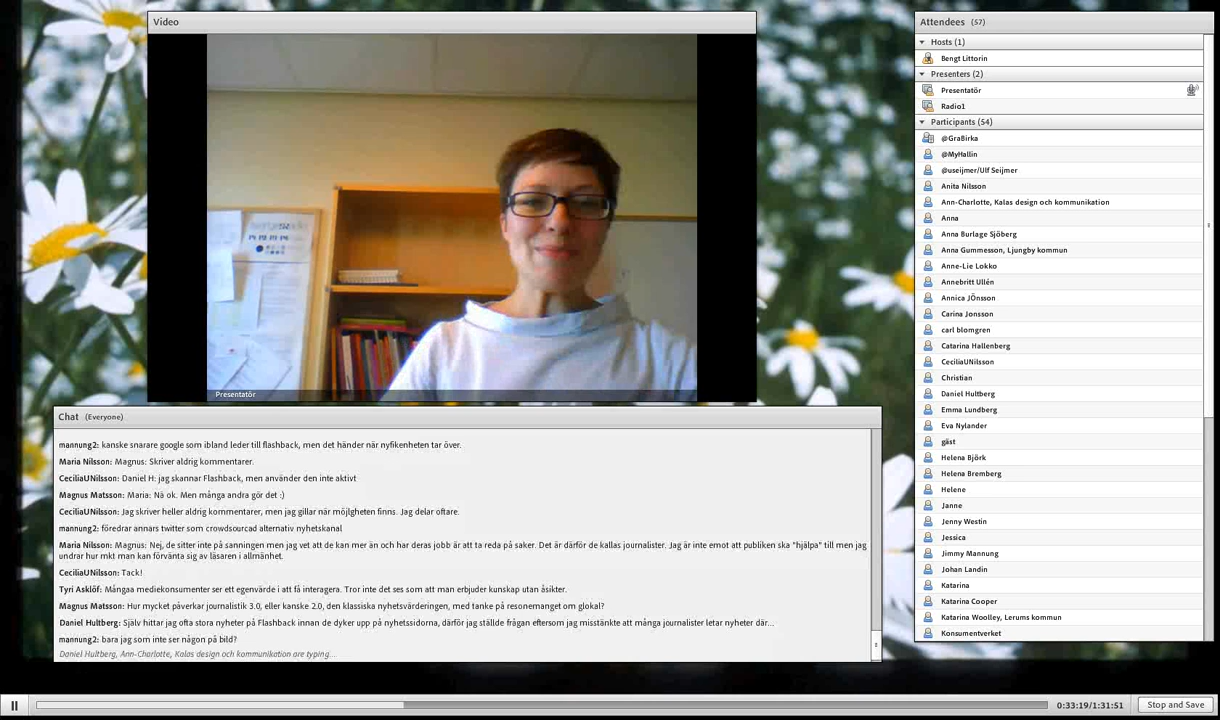 Video
Presentatör
Chat (Everyone)
mannung2: kanske snarare google som ibland leder till flashback, men det händer när nyfikenheten tar över.
Maria Nilsson: Magnus: Skriver aldrig kommentarer.
CeciliaUNilsson: Daniel H: jag skannar Flashback, men använder den inte aktivt
Magnus Matsson: Maria: Nä ok. Men många andra gör det :)
CeciliaUNilsson: Jag skriver heller aldrig kommentarer, men jag gillar när möjlgheten finns. Jag delar oftare.
mannung2: föredrar annars twitter som crowdsourcad alternativ nyhetskanal
Maria Nilsson: Magnus: Nej, de sitter inte på sanningen men jag vet att de kan mer än och har deras jobb är att ta reda på saker. Det är därför de kallas journalister. Jag är inte emot att publiken ska "hjälpa" till men jag
undrar hur mkt man kan förvänta sig av läsaren i allmänhet.
CeciliaUNilsson: Tack!
Tyri Asklöf: Mångaa mediekonsumenter ser ett egenvärde i att få interagera. Tror inte det ses som att man erbjuder kunskap utan åsikter.
Magnus Matsson: Hur mycket påverkar journalistik 3.0, eller kanske 2.0, den klassiska nyhetsvärderingen, med tanke på resonemanget om glokal?
Daniel Hultberg: Själv hittar jag ofta stora nyheter på Flashback innan de dyker upp på nyhetssidorna, därför jag ställde frågan eftersom jag misstänkte att många journalister letar nyheter där...
mannung2: bara jag som inte ser någon på bild?
Daniel Hultberg, Ann-Charlotte, Kalas design och kommunikation are typing...
Attendees (57)
Hosts (1)
Bengt Littorin
Presenters (2)
Presentatör
Radio1
Participants (54)
@GraBirka
@MyHallin
@useijmer/Ulf Seijmer
Anita Nilsson
Ann-Charlotte, Kalas design och kommunikation
Anna
Anna Burlage Sjöberg
Anna Gummesson, Ljungby kommun
Anne-Lie Lokko
Annebritt Ullén
Annica JÖnsson
Carina Jonsson
carl blomgren
Catarina Hallenberg
CeciliaUNilsson
Christian
Daniel Hultberg
Emma Lundberg
Eva Nylander
gäst
Helena Björk
Helena Bremberg
Helene
Janne
Jenny Westin
Jessica
Jimmy Mannung
Johan Landin
Katarina
Katarina Cooper
Katarina Woolley, Lerums kommun
Konsumentverket
0:33:19/1:31:51
Stop and Save